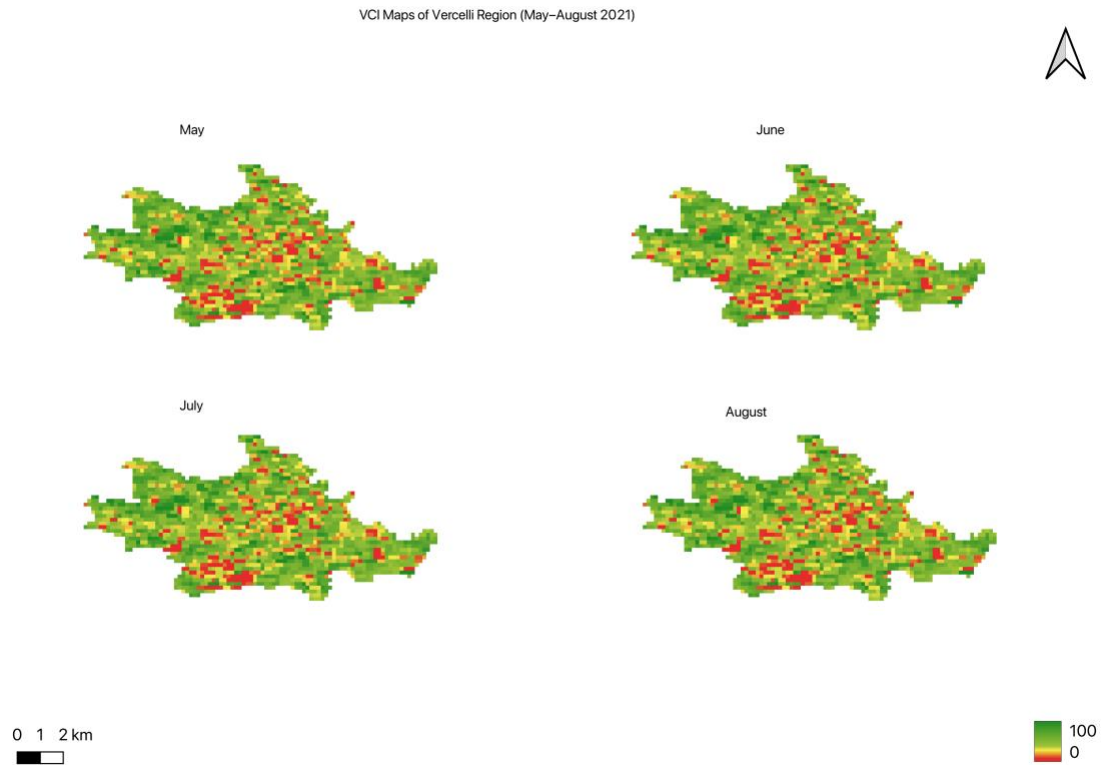 VCI Maps of Vercelli Region (May–August 2021)
May
June
July
August
0 1 2 km
100
0